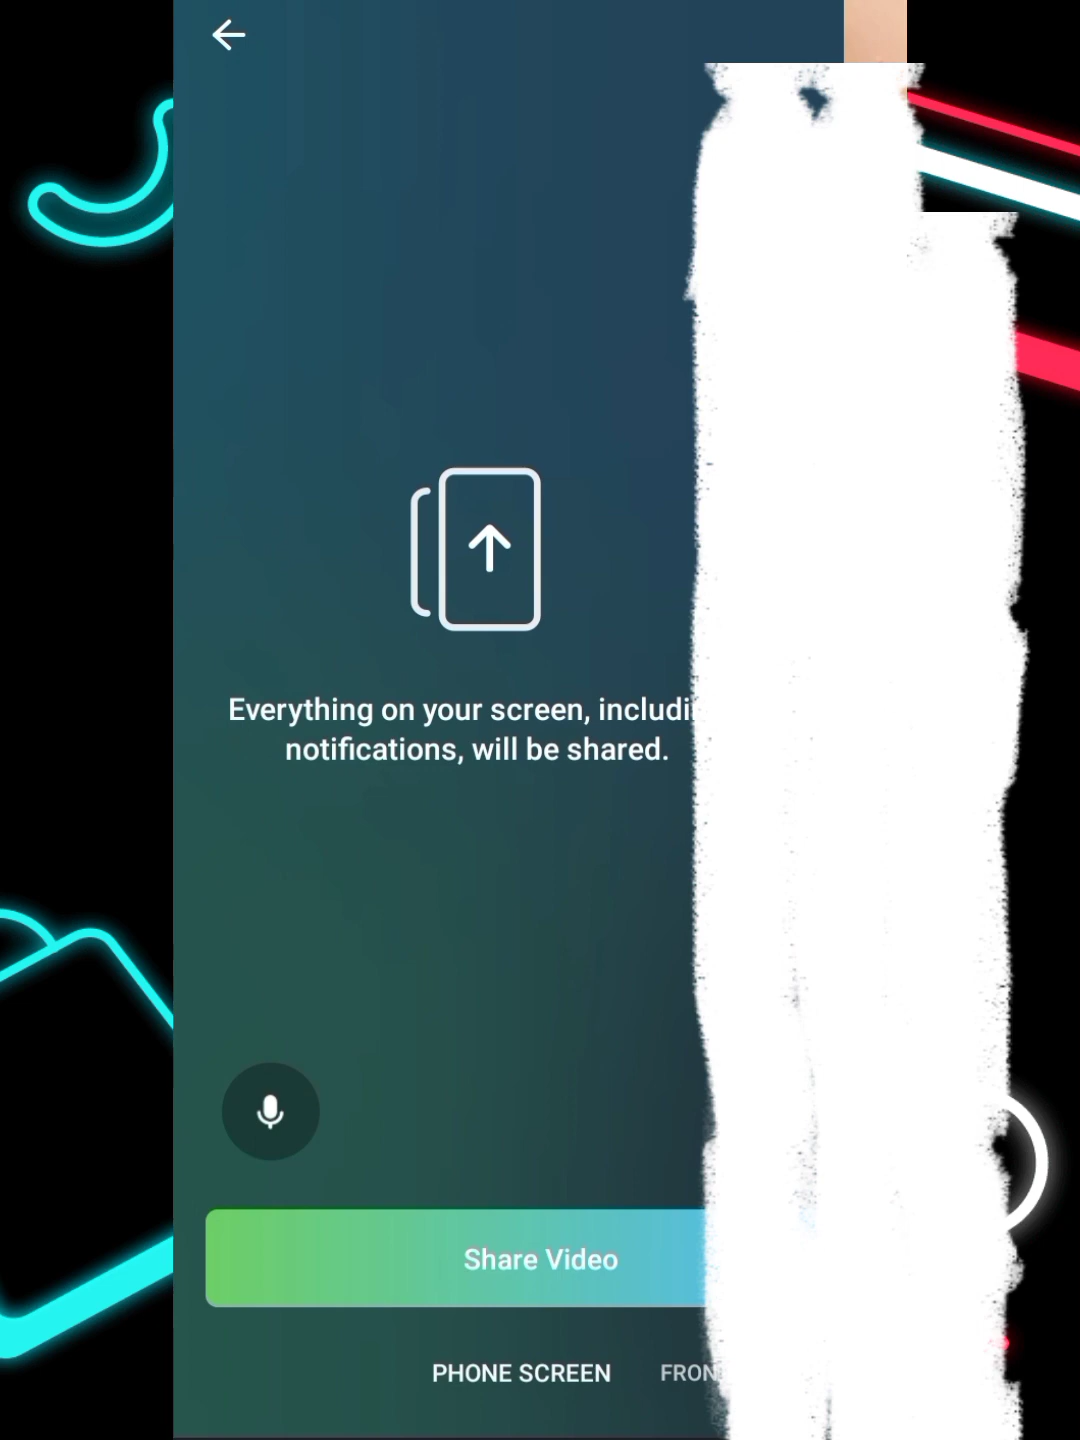 Everything on your screen,
notifications, will be shared.
Share Video
PHONE SCREEN